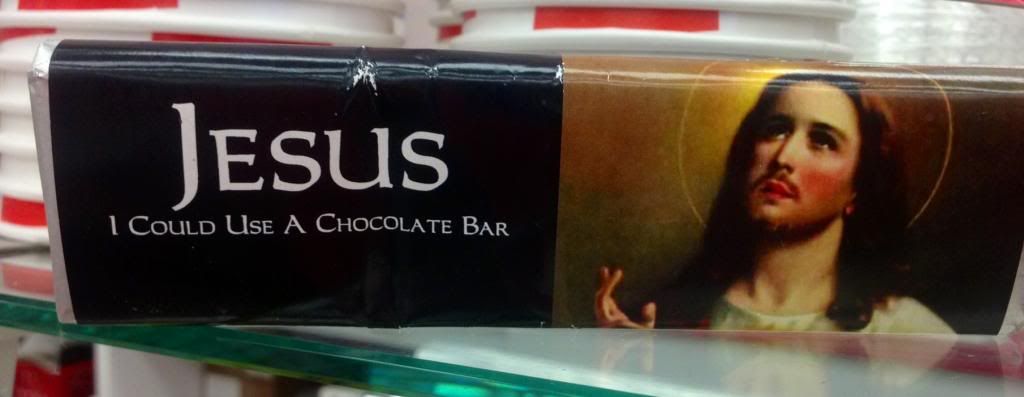 JESUS
I COULD USE A CHOCOLATE BAR